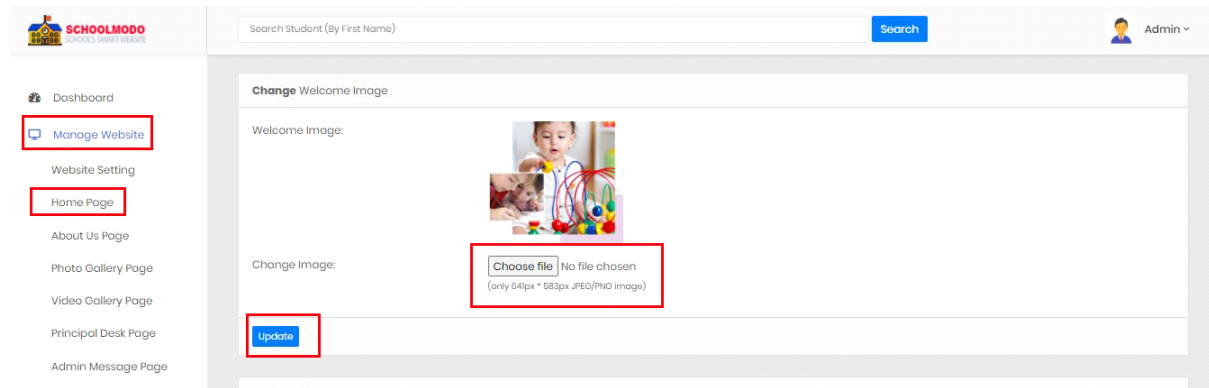 SCHOOLMODO
SCHOOL'S SMART WEBSITE
Search Student (By First Name)
Search
Admin
Dashboard
Manage Website
Website Setting
Home Page
About Us Page
Photo Gallery Page
Video Gallery Page
Principal Desk Page
Admin Message Page
Change Welcome Image
Welcome Image:
Change Image:
Choose file No file chosen
(only 641px * 583px JPEG/PNG image)
Update